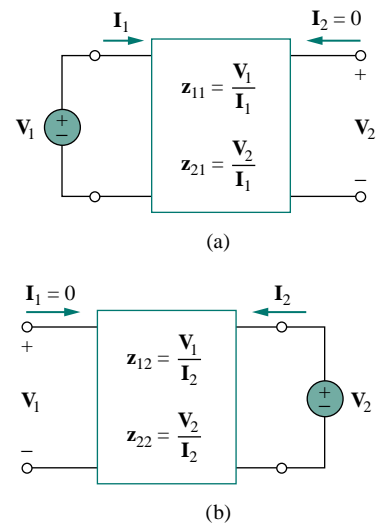 I₁ I₂ = 0
+
z₁₁ = V₁/I₁
V₁ + − V₂
z₂₁ = V₂/I₁
−
(a)
I₁ = 0 I₂
+
z₁₂ = V₁/I₂
V₁ + − V₂
z₂₂ = V₂/I₂
−
(b)